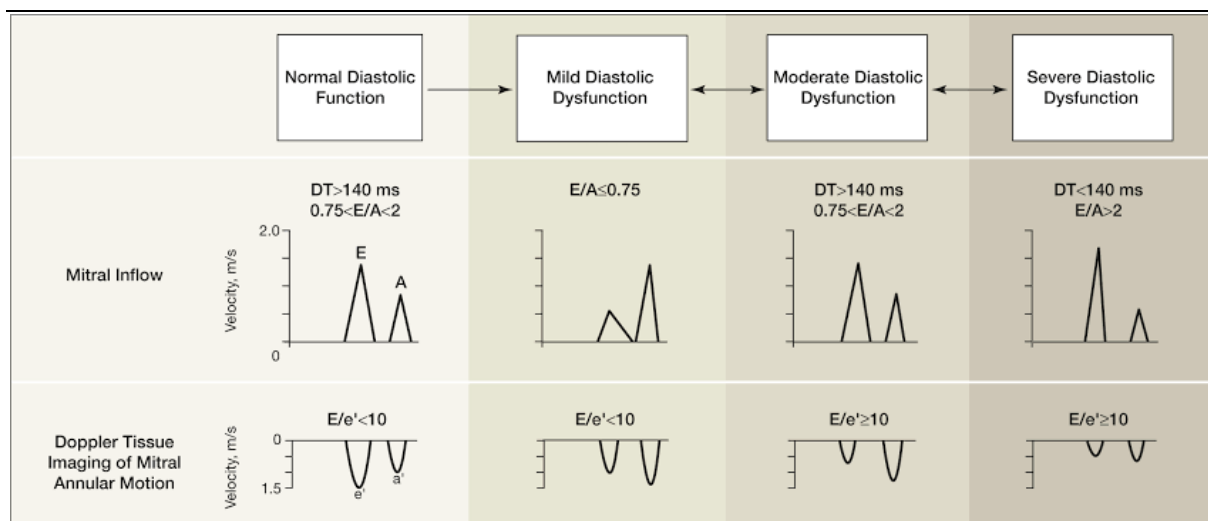 Normal Diastolic
Function
Mild Diastolic
Dysfunction
Moderate Diastolic
Dysfunction
Severe Diastolic
Dysfunction
Mitral Inflow
Velocity, m/s
2.0
0
DT>140 ms
0.75<E/A<2
E
A
E/A≤0.75
DT>140 ms
0.75<E/A<2
DT<140 ms
E/A>2
Doppler Tissue
Imaging of Mitral
Annular Motion
Velocity, m/s
0
1.5
E/e'<10
e'
a'
E/e'<10
E/e'≥10
E/e'≥10